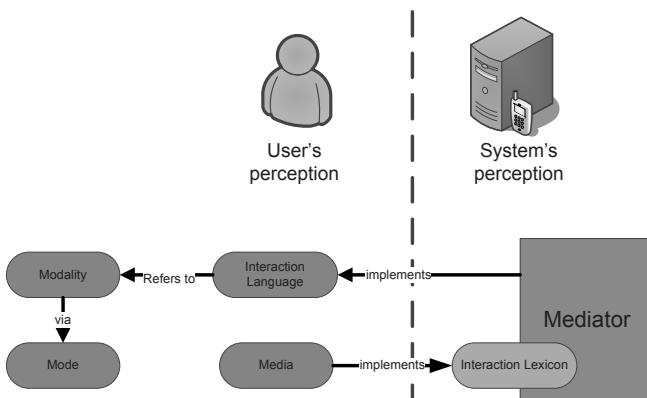 User's
perception
System's
perception
Modality
Refers to
Interaction
Language
implements
via
Mediator
Mode
Media
implements
Interaction Lexicon